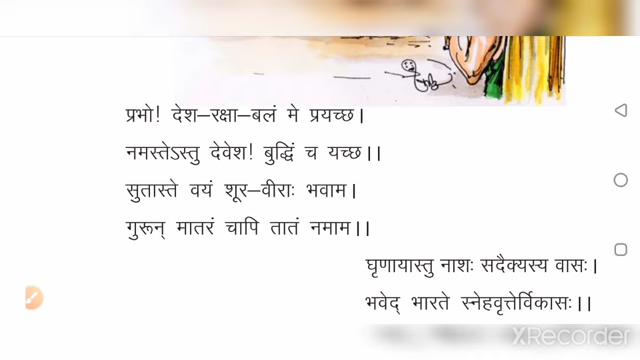 प्रभो! देश–रक्षा–बलं मे प्रयच्छ।
नमस्तेऽस्तु देवेश! बुद्धिं च यच्छ।।
सुतास्ते वयं शूर–वीराः भवाम।
गुरून् मातरं चापि तातं नमाम।।
घृणायास्तु नाशः सदैक्यस्य वासः।
भवेद् भारते स्नेहवृत्तेर्विकासः।।
XRecorder